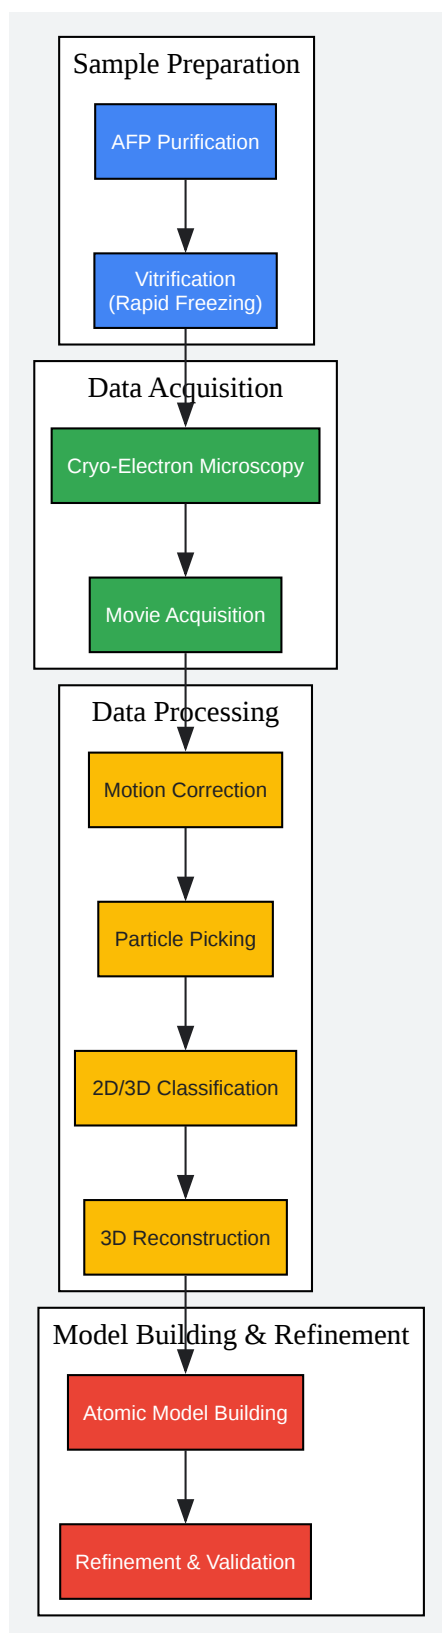 Sample Preparation
AFP Purification
Vitrification
(Rapid Freezing)
Data Acquisition
Cryo-Electron Microscopy
Movie Acquisition
Data Processing
Motion Correction
Particle Picking
2D/3D Classification
3D Reconstruction
Model Building & Refinement
Atomic Model Building
Refinement & Validation